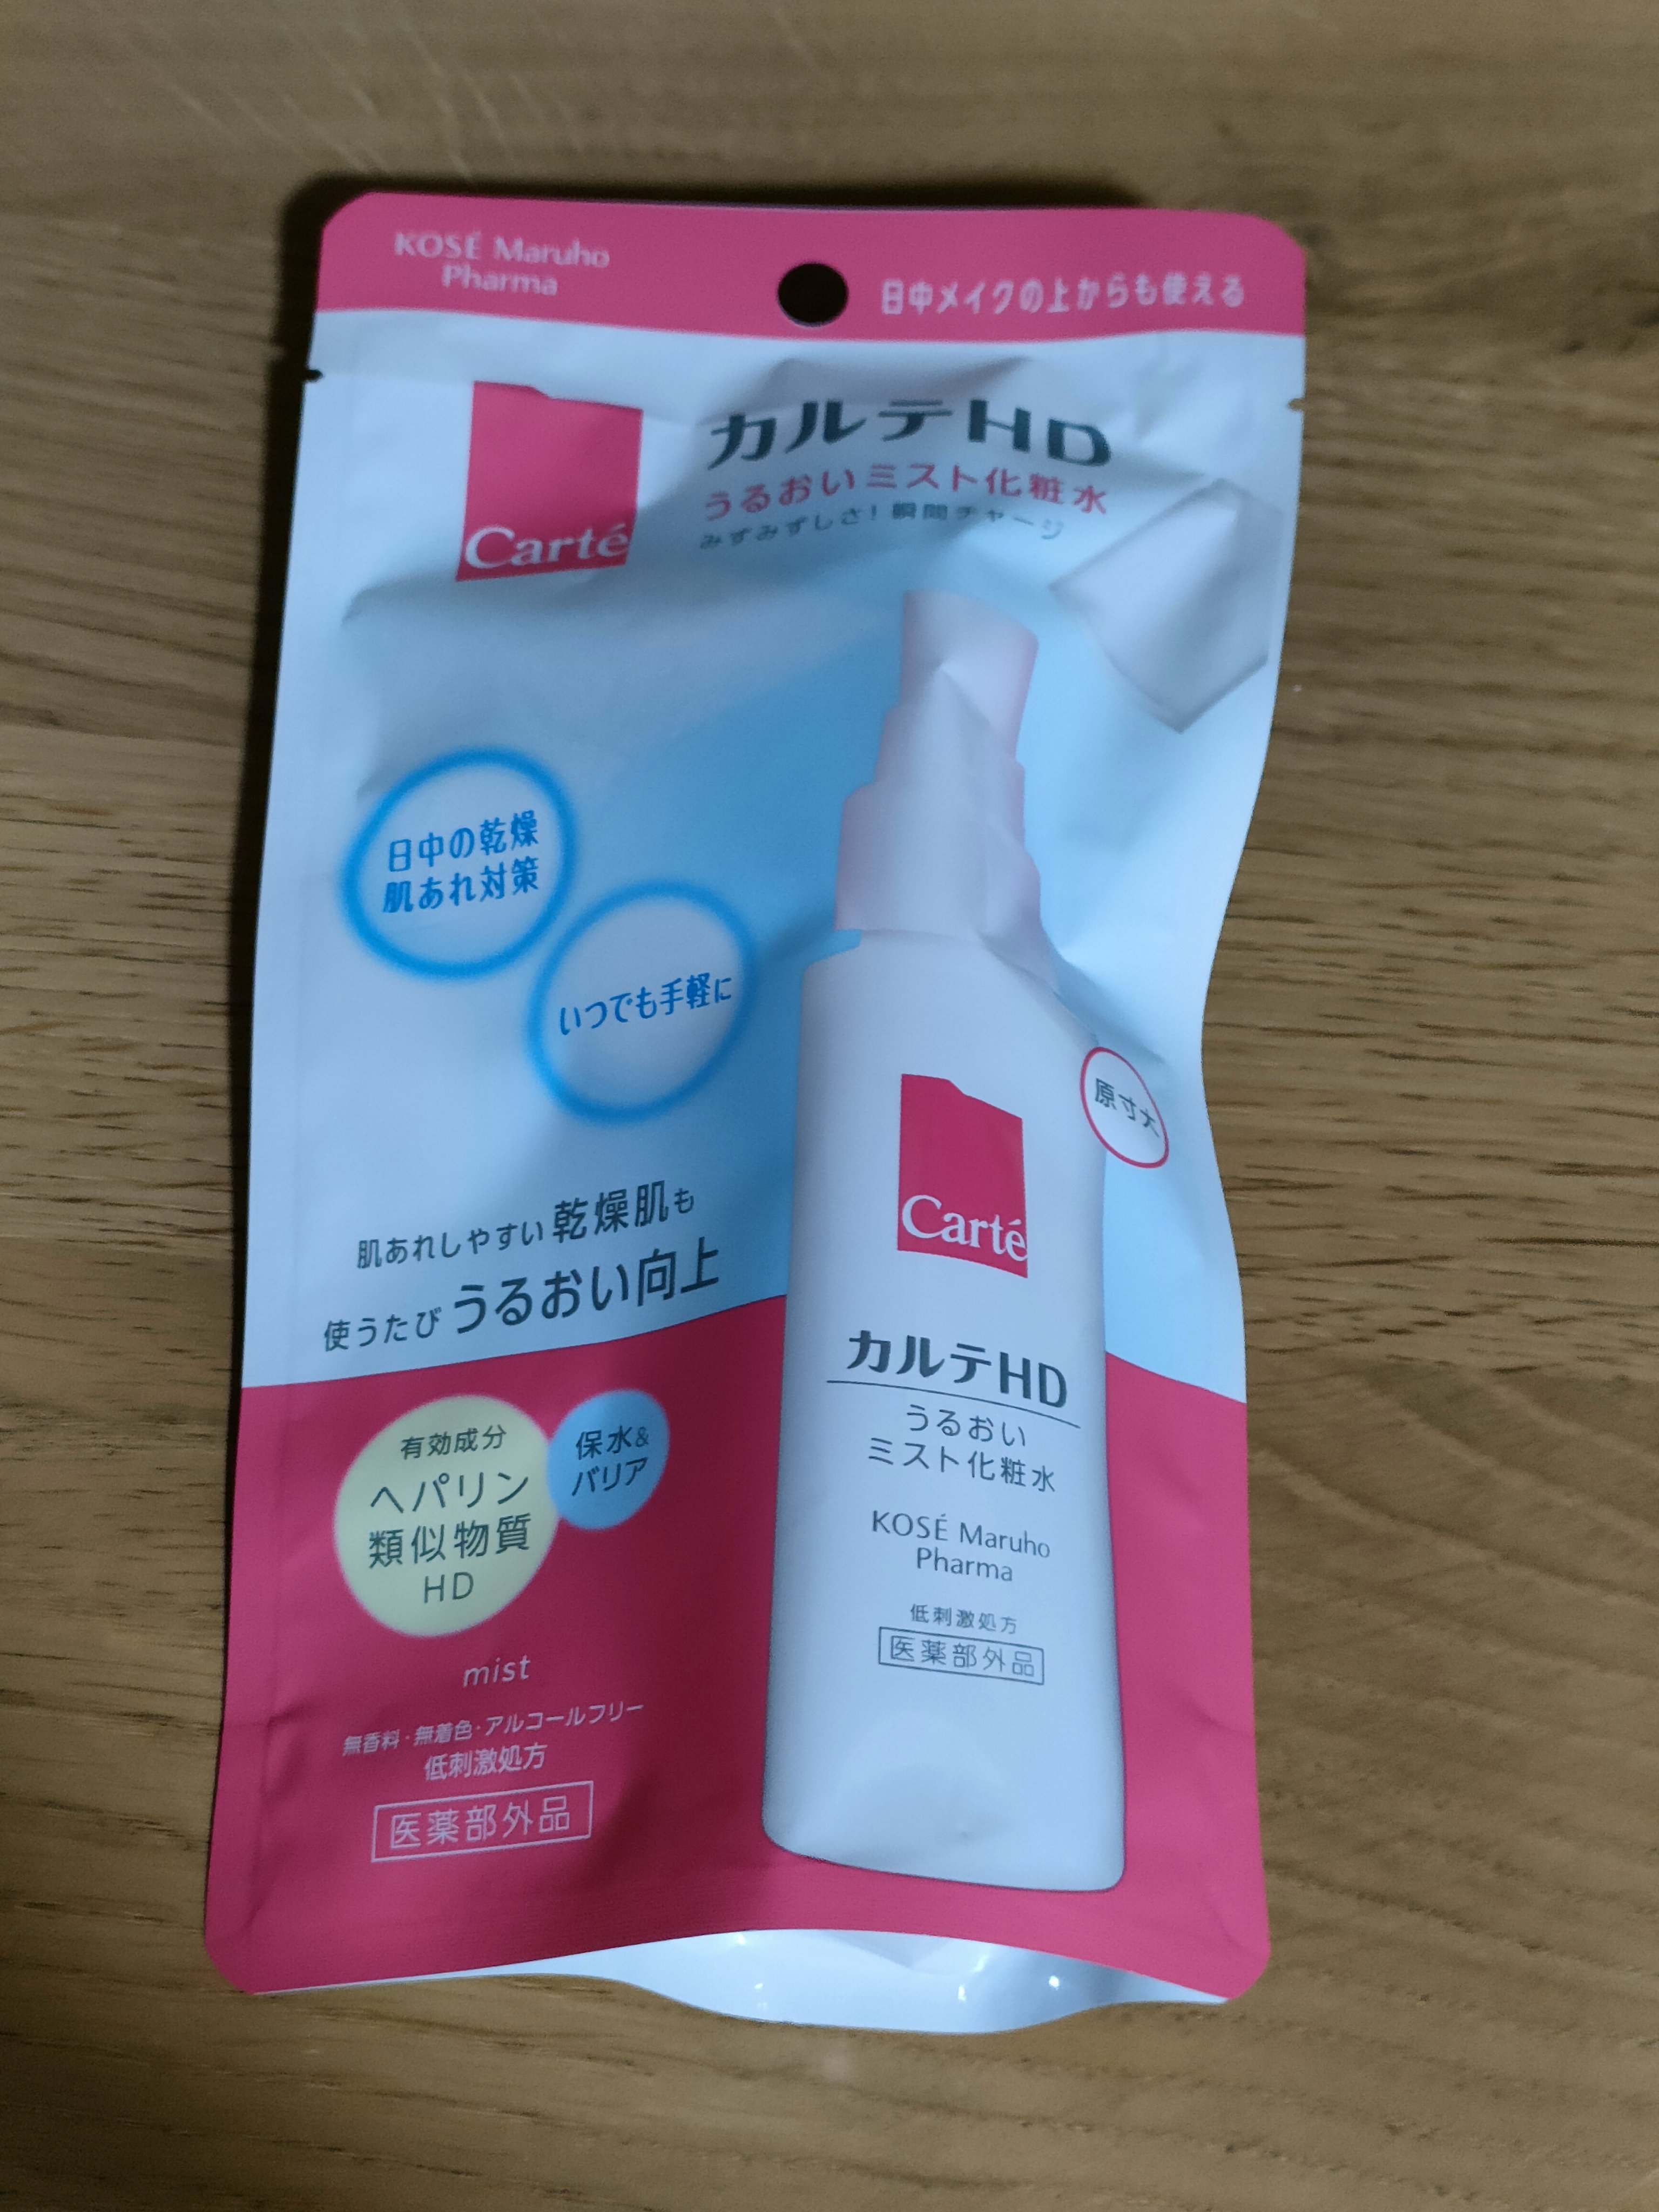 KOSÉ Maruho
Pharma
日中メイクの上からも使える
Carté
カルテHD
うるおいミスト化粧水
みずみずしさ！瞬間チャージ
日中の乾燥
肌あれ対策
いつでも手軽に
原寸大
肌あれしやすい乾燥肌も
使うたびうるおい向上
有効成分
ヘパリン
類似物質
HD
保水&
バリア
mist
無香料・無着色・アルコールフリー
低刺激処方
医薬部外品
Carté
カルテHD
うるおい
ミスト化粧水
KOSÉ Maruho
Pharma
低刺激処方
医薬部外品